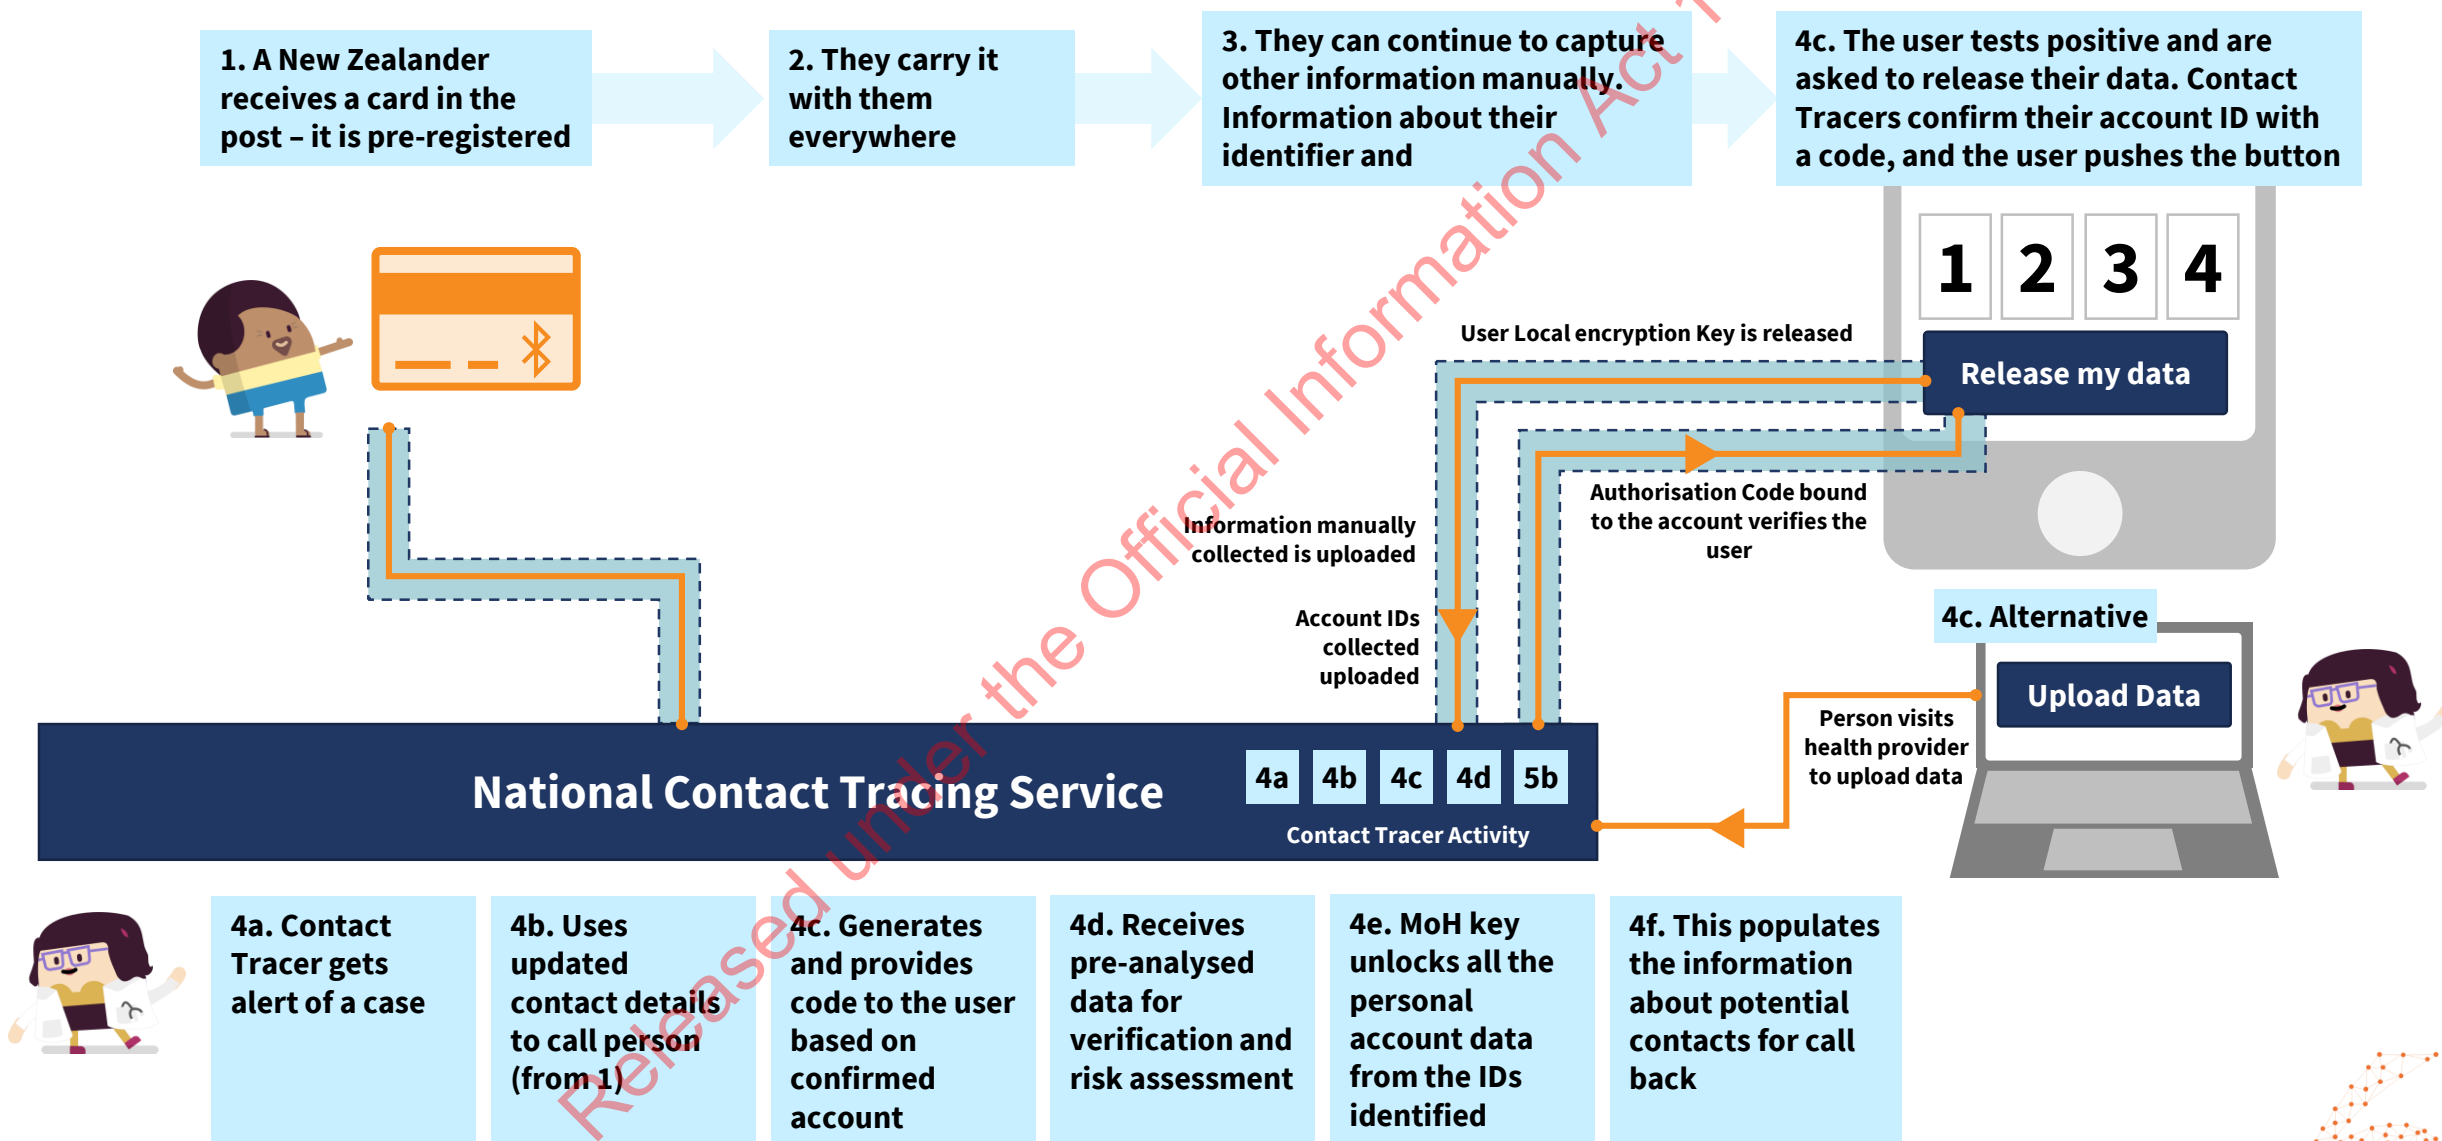 1. A New Zealander
receives a card in the
post – it is pre-registered
2. They carry it
with them
everywhere
3. They can continue to capture
other information manually.
Information about their
identifier and
4c. The user tests positive and are
asked to release their data. Contact
Tracers confirm their account ID with
a code, and the user pushes the button
1 2 3 4
User Local encryption Key is released
Release my data
Authorisation Code bound
to the account verifies the
user
Information manually
collected is uploaded
Account IDs
collected
uploaded
4c. Alternative
Upload Data
Person visits
health provider
to upload data
National Contact Tracing Service
4a 4b 4c 4d 5b
Contact Tracer Activity
4a. Contact
Tracer gets
alert of a case
4b. Uses
updated
contact details
to call person
(from 1)
4c. Generates
and provides
code to the user
based on
confirmed
account
4d. Receives
pre-analysed
data for
verification and
risk assessment
4e. MoH key
unlocks all the
personal
account data
from the IDs
identified
4f. This populates
the information
about potential
contacts for call
back
Released under the Official Information Act